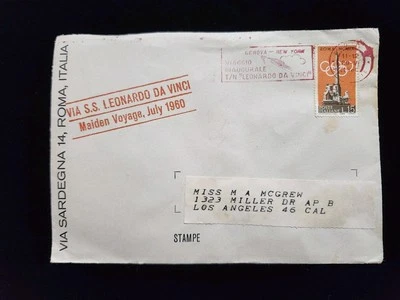 VIA SARDEGNA 14, ROMA, ITALIA
GENOVA - NEW YORK
VIAGGIO
INAUGURALE
T/N "LEONARDO DA VINCI"
VIA S.S. LEONARDO DA VINCI
Maiden Voyage, July 1960
MISS M A MCGREW
1323 MILLER DR AP B
LOS ANGELES 46 CAL
STAMPE